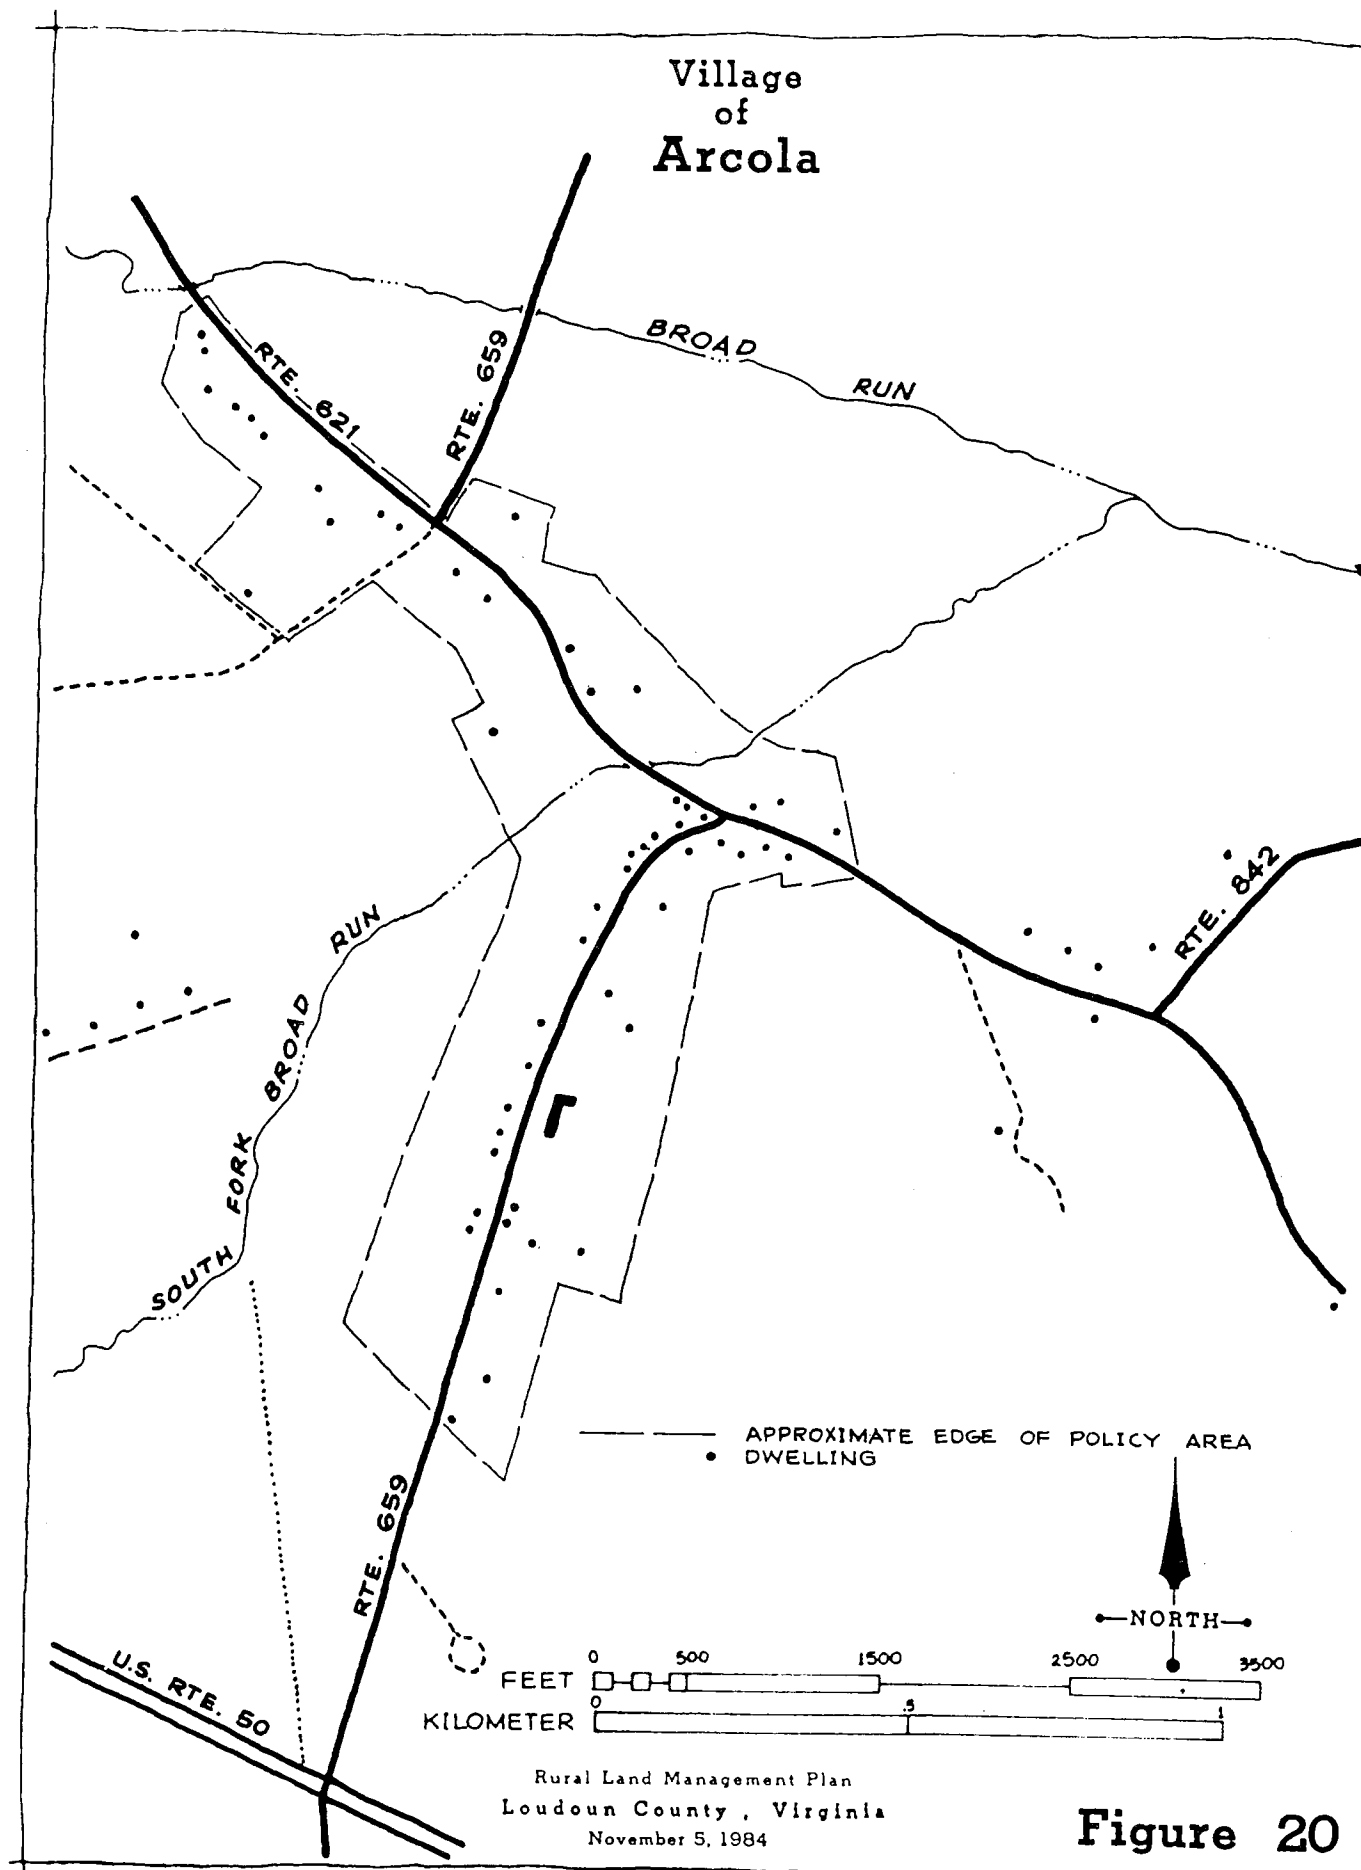 Village
of
Arcola
BROAD
RUN
RTE. 659
RTE. 621
RTE. 842
SOUTH FORK BROAD RUN
APPROXIMATE EDGE OF POLICY AREA
DWELLING
RTE. 659
NORTH
0 500 1500 2500 3500
FEET
0 .5 1
KILOMETER
U.S. RTE. 50
Rural Land Management Plan
Loudoun County , Virginia
November 5, 1984
Figure 20